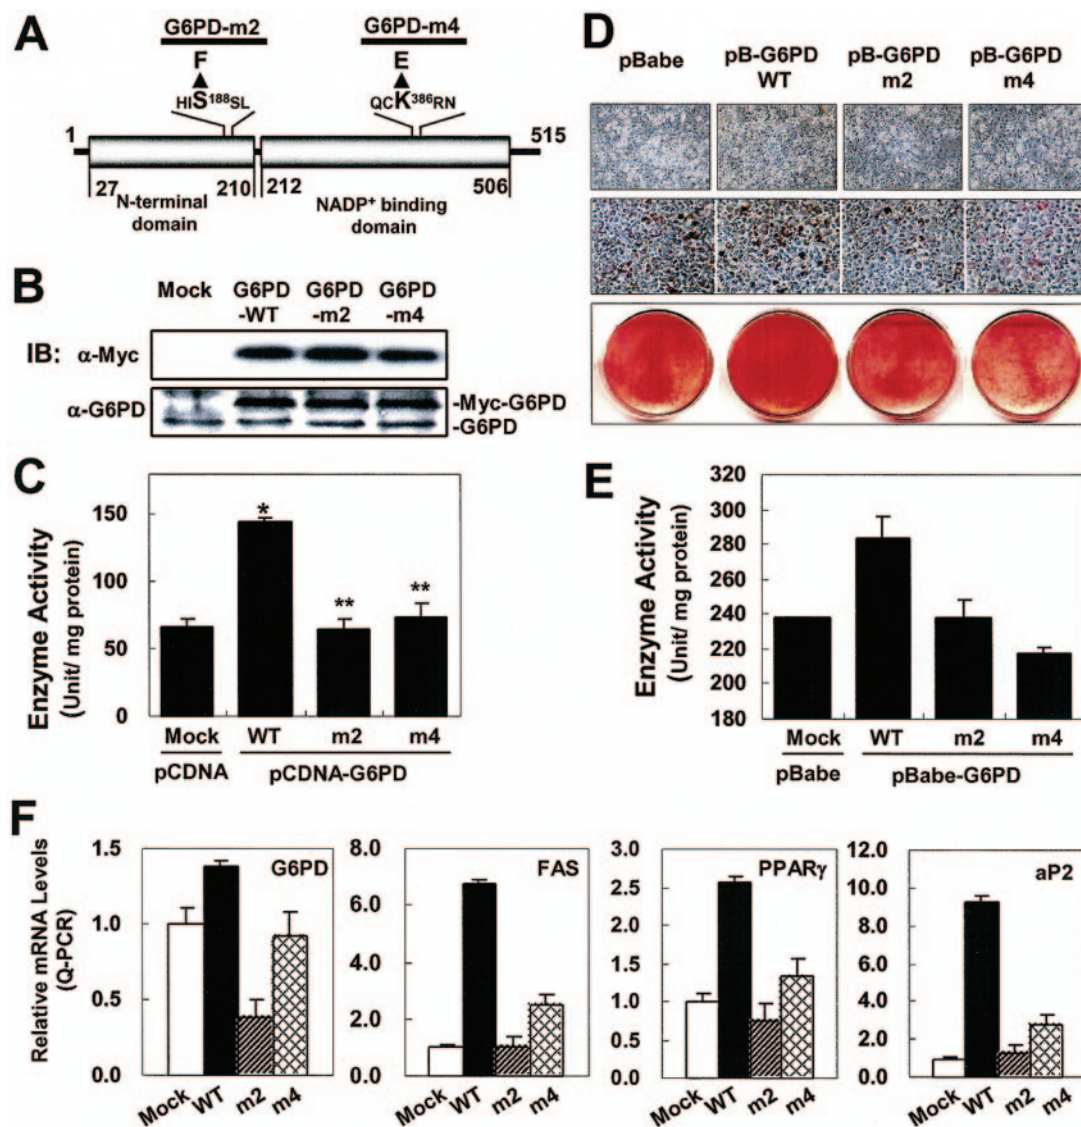 A
G6PD-m2
G6PD-m4
F
E
HIS188SL
QCK386RN
1
515
27
210
212
506
N-terminal
domain
NADP+ binding
domain
B
Mock
G6PD
-WT
G6PD
-m2
G6PD
-m4
IB: α-Myc
α-G6PD
-Myc-G6PD
-G6PD
C
Enzyme Activity
(Unit/ mg protein)
150
100
50
0
*
**
**
Mock
WT
m2
m4
pCDNA
pCDNA-G6PD
D
pBabe
pB-G6PD
WT
pB-G6PD
m2
pB-G6PD
m4
E
Enzyme Activity
(Unit/ mg protein)
320
300
280
260
240
220
200
180
Mock
WT
m2
m4
pBabe
pBabe-G6PD
F
Relative mRNA Levels
(Q-PCR)
1.5
1.0
0.5
0.0
G6PD
Mock
WT
m2
m4
8.0
6.0
4.0
2.0
0.0
FAS
Mock
WT
m2
m4
3.0
2.5
2.0
1.5
1.0
0.5
0.0
PPARγ
Mock
WT
m2
m4
12.0
10.0
8.0
6.0
4.0
2.0
0.0
aP2
Mock
WT
m2
m4